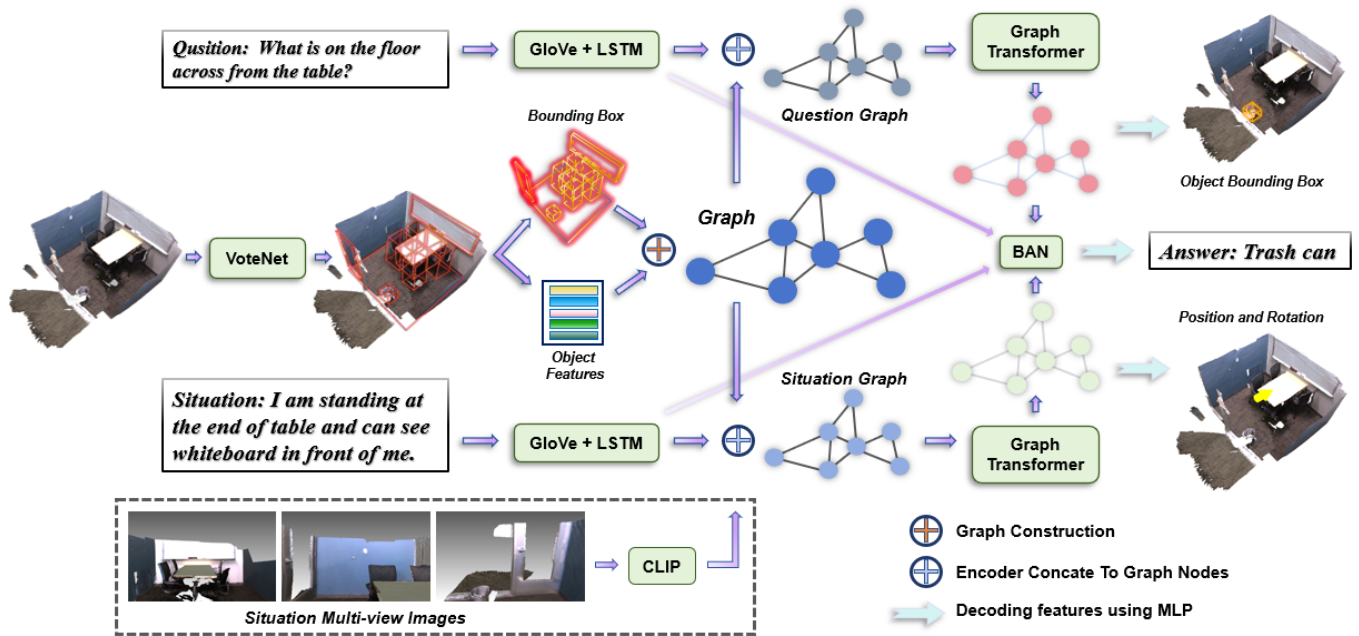 Qusition: What is on the floor
across from the table?
GloVe + LSTM
Graph
Transformer
Question Graph
Bounding Box
Object Bounding Box
VoteNet
Graph
BAN
Answer: Trash can
Object
Features
Position and Rotation
Situation Graph
Situation: I am standing at
the end of table and can see
whiteboard in front of me.
GloVe + LSTM
Graph
Transformer
CLIP
Situation Multi-view Images
Graph Construction
Encoder Concate To Graph Nodes
Decoding features using MLP